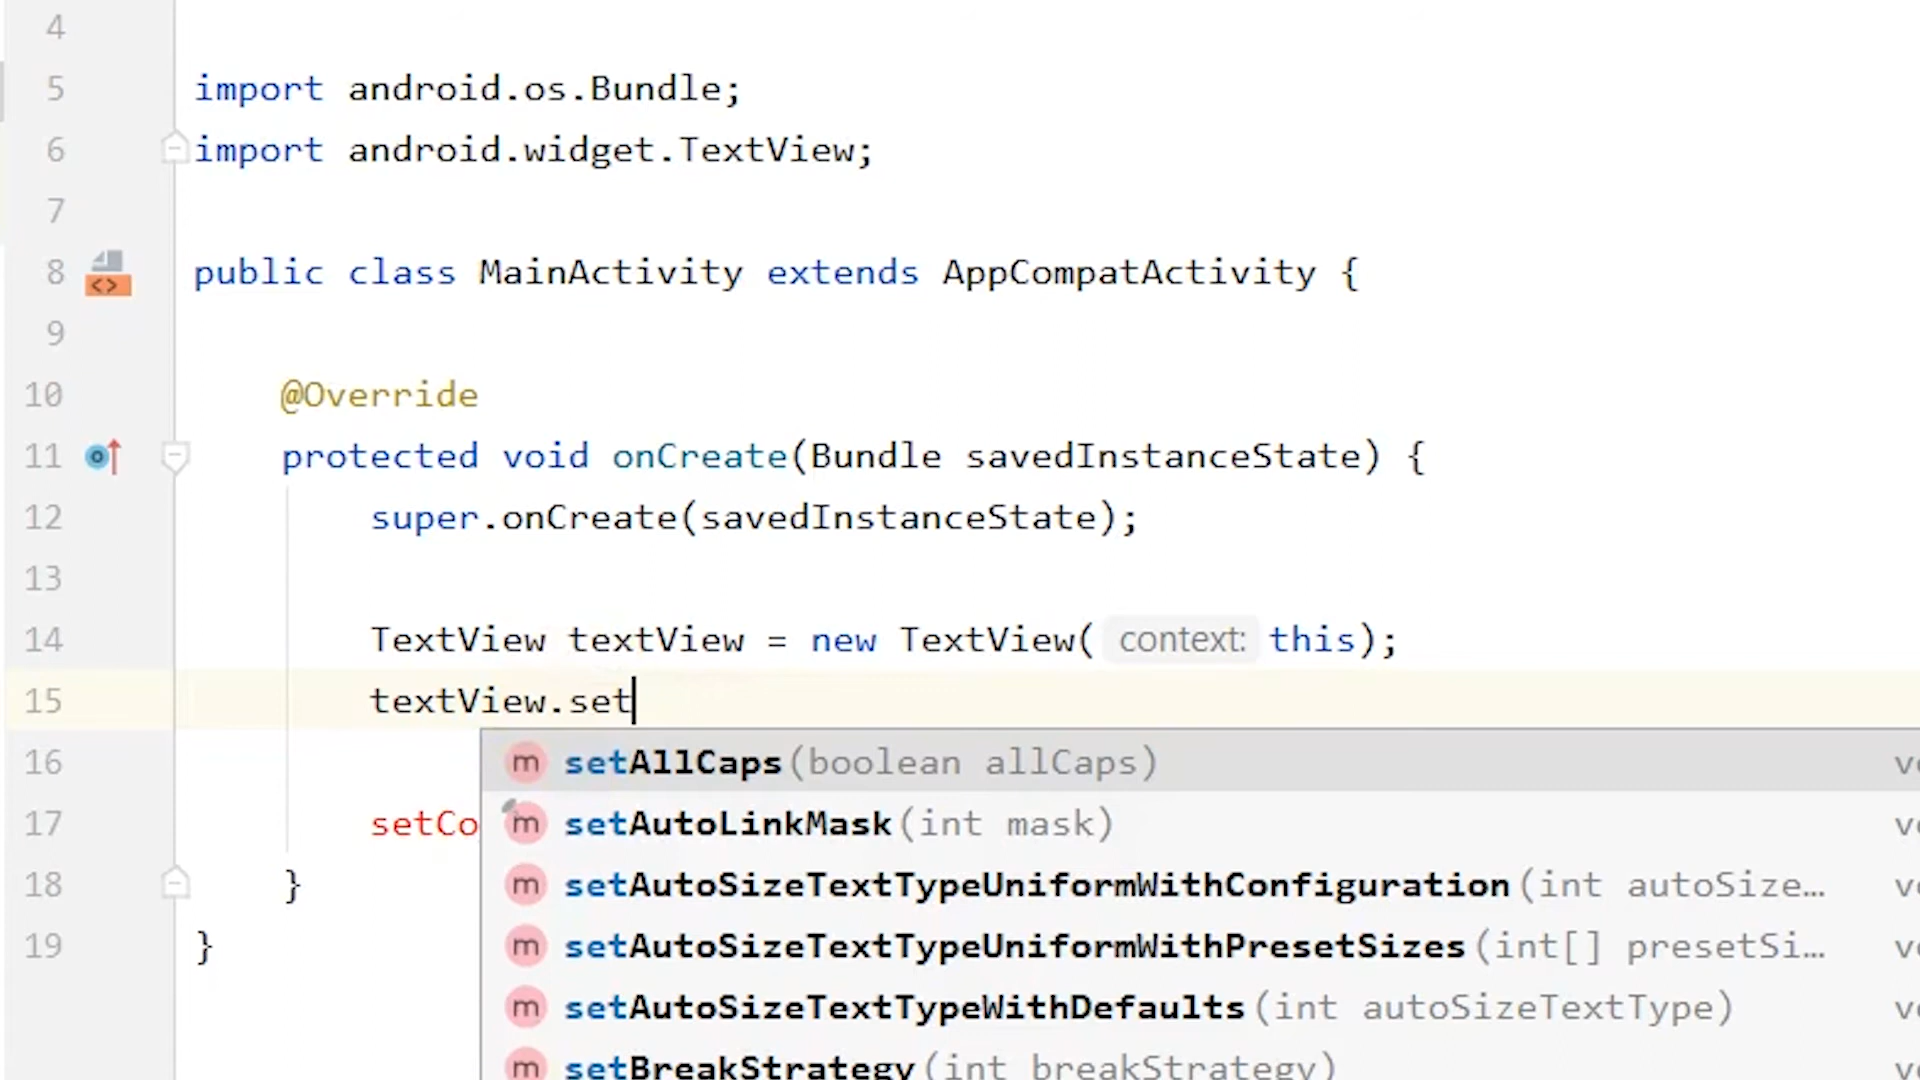 4
5 import android.os.Bundle;
6 import android.widget.TextView;
7
8 public class MainActivity extends AppCompatActivity {
9
10 @Override
11 protected void onCreate(Bundle savedInstanceState) {
12 super.onCreate(savedInstanceState);
13
14 TextView textView = new TextView( context: this);
15 textView.set
16 m setAllCaps(boolean allCaps)
17 setCo m setAutoLinkMask(int mask)
18 } m setAutoSizeTextTypeUniformWithConfiguration(int autoSize…
19 } m setAutoSizeTextTypeUniformWithPresetSizes(int[] presetSi…
m setAutoSizeTextTypeWithDefaults(int autoSizeTextType)
m setBreakStrategy(int breakStrategy)